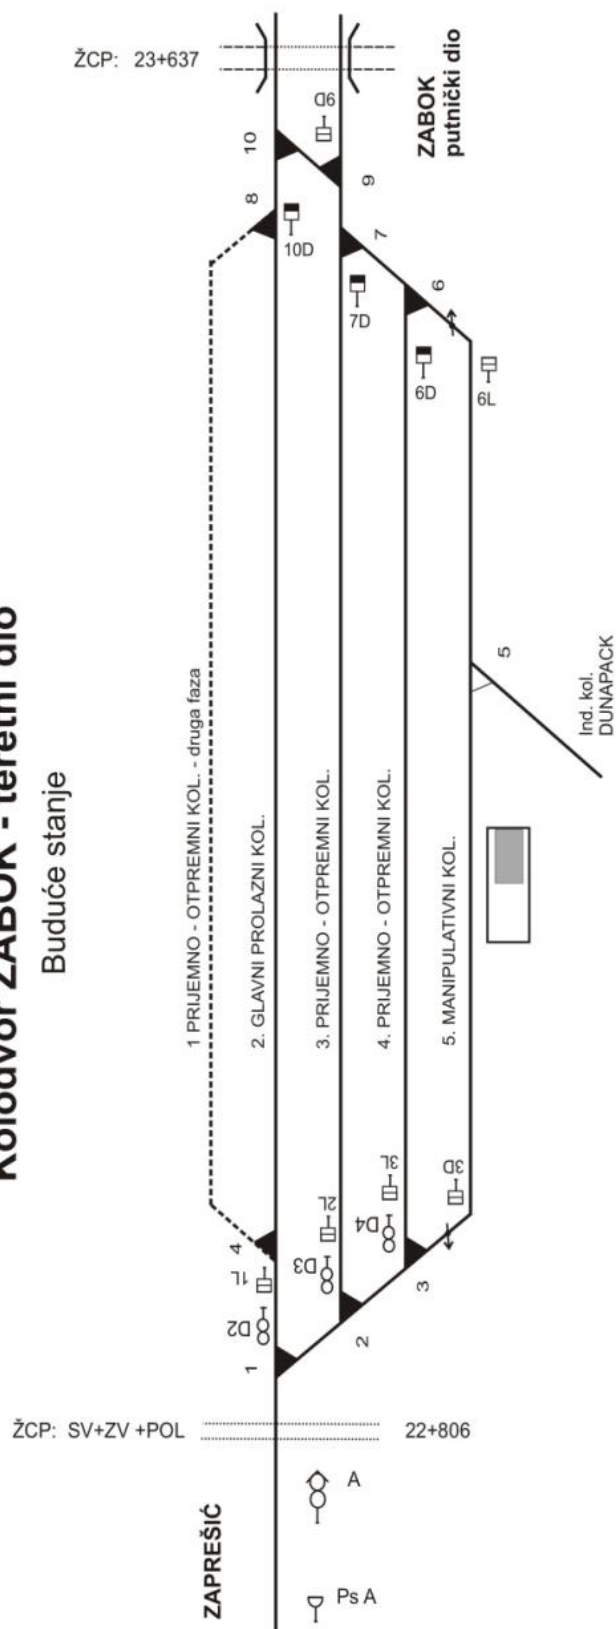 Kolodvor ZABOK - teretni dio
Buduće stanje
ŽCP: 23+637
ZABOK
putnički dio
9D
10
9
8
10D
7
7D
6
6D
6L
5
Ind. kol.
DUNAPACK
1 PRIJEMNO - OTPREMNI KOL. - druga faza
2. GLAVNI PROLAZNI KOL.
3. PRIJEMNO - OTPREMNI KOL.
4. PRIJEMNO - OTPREMNI KOL.
5. MANIPULATIVNI KOL.
4
1L
D2
2L
D3
3L
D4
3D
1
2
3
ŽCP: SV+ZV +POL
22+806
ZAPREŠIĆ
A
Ps A